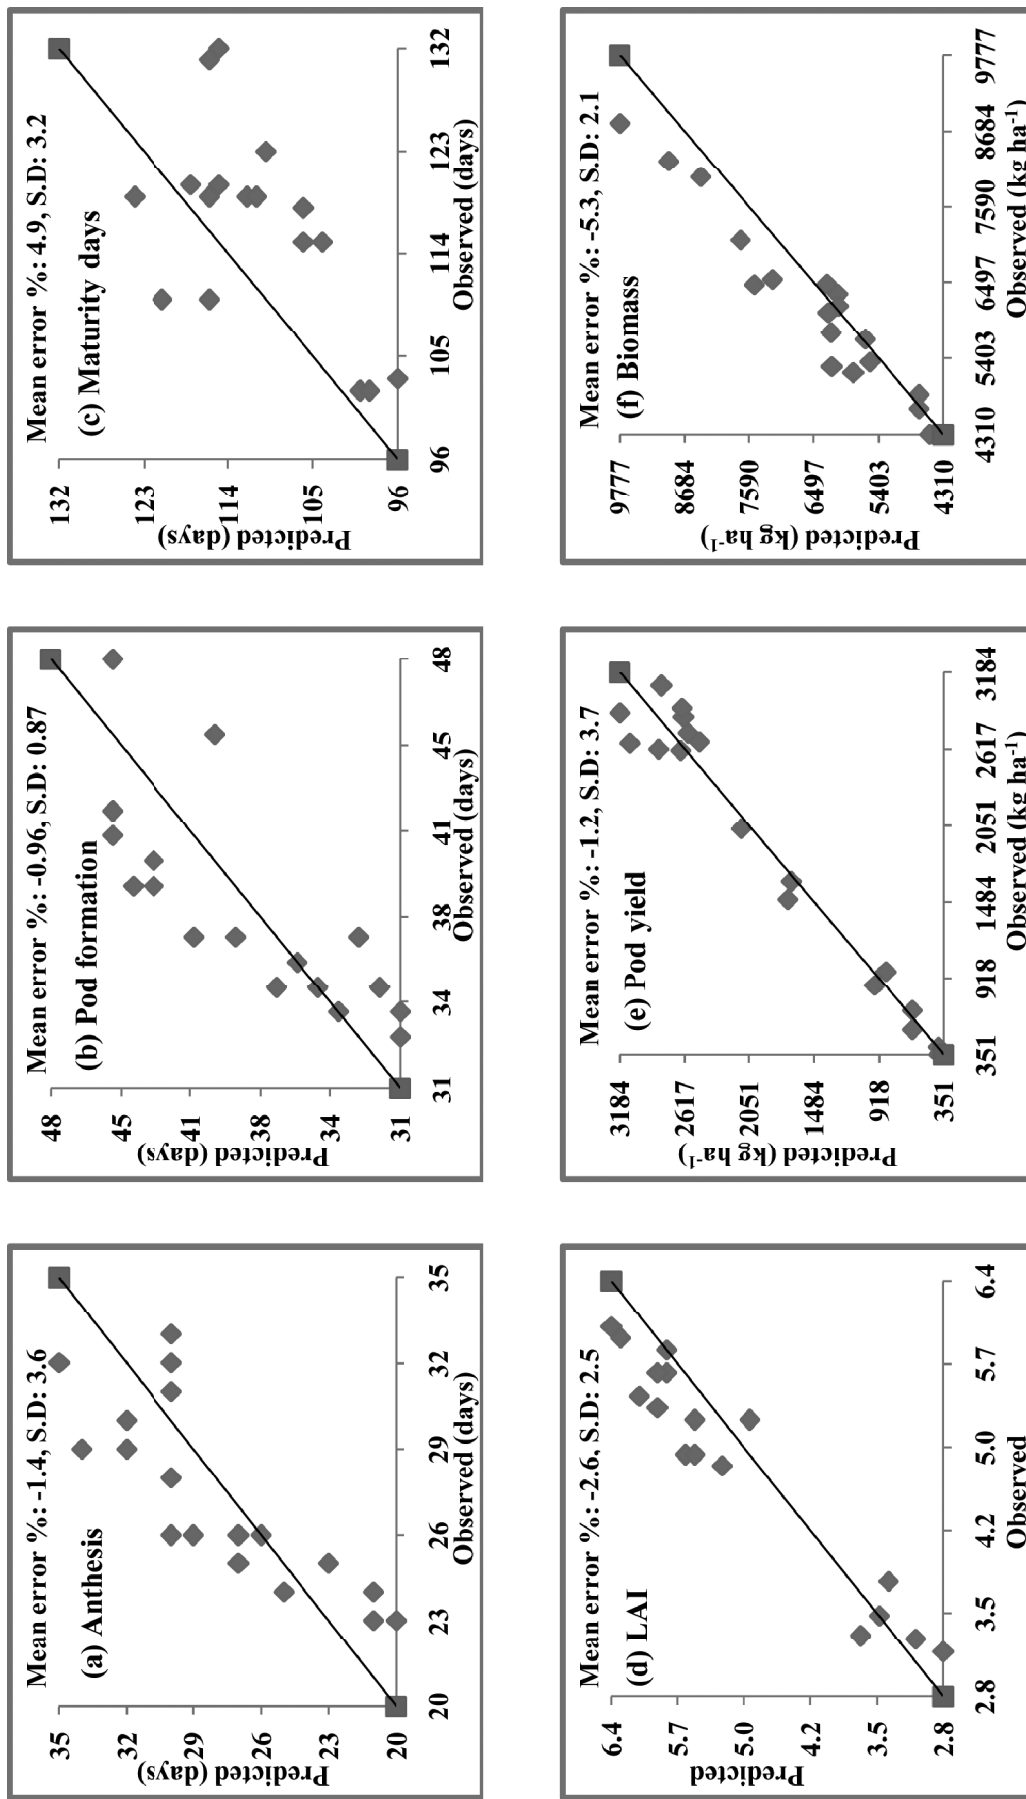 Mean error %: -1.4, S.D: 3.6
(a) Anthesis
35
32
29
26
23
20
Predicted (days)
20
23
26
29
32
35
Observed (days)
Mean error %: -0.96, S.D: 0.87
(b) Pod formation
48
45
41
38
34
31
Predicted (days)
31
34
38
41
45
48
Observed (days)
Mean error %: 4.9, S.D: 3.2
(c) Maturity days
132
123
114
105
96
Predicted (days)
96
105
114
123
132
Observed (days)
Mean error %: -2.6, S.D: 2.5
(d) LAI
6.4
5.7
5.0
4.2
3.5
2.8
Predicted
2.8
3.5
4.2
5.0
5.7
6.4
Observed
Mean error %: -1.2, S.D: 3.7
(e) Pod yield
3184
2617
2051
1484
918
351
Predicted (kg ha⁻¹)
351
918
1484
2051
2617
3184
Observed (kg ha⁻¹)
Mean error %: -5.3, S.D: 2.1
(f) Biomass
9777
8684
7590
6497
5403
4310
Predicted (kg ha⁻¹)
4310
5403
6497
7590
8684
9777
Observed (kg ha⁻¹)